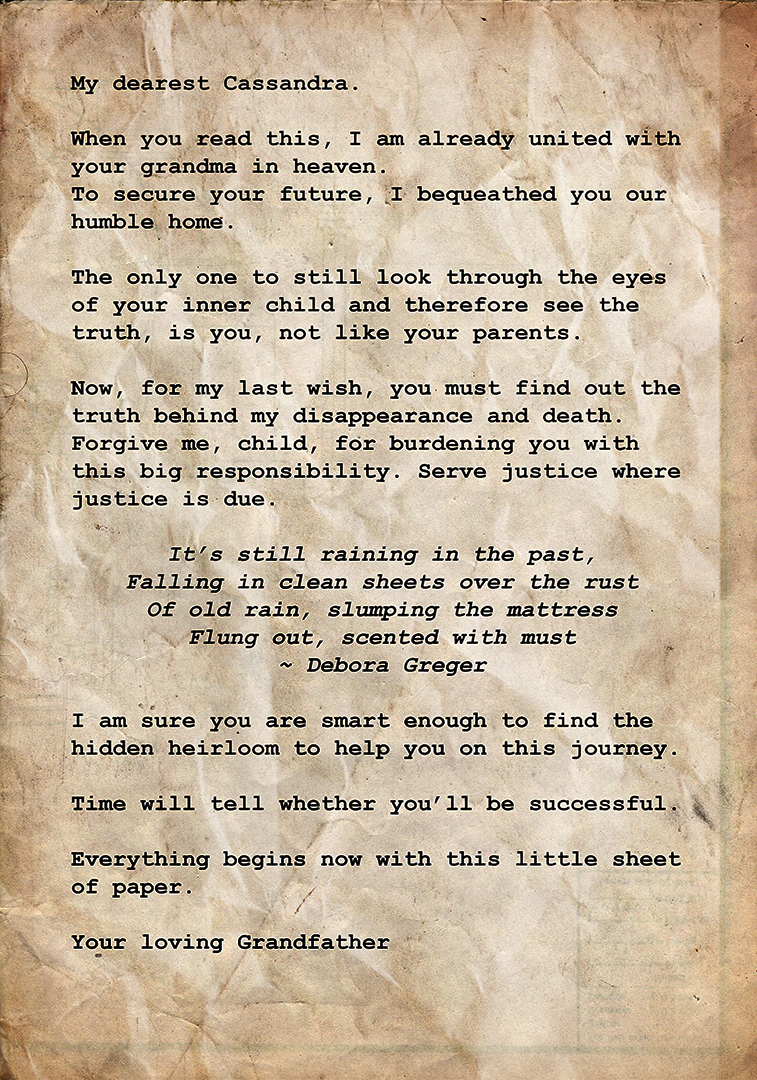 My dearest Cassandra.
When you read this, I am already united with
your grandma in heaven.
To secure your future, I bequeathed you our
humble home.
The only one to still look through the eyes
of your inner child and therefore see the
truth, is you, not like your parents.
Now, for my last wish, you must find out the
truth behind my disappearance and death.
Forgive me, child, for burdening you with
this big responsibility. Serve justice where
justice is due.
It’s still raining in the past,
Falling in clean sheets over the rust
Of old rain, slumping the mattress
Flung out, scented with must
~ Debora Greger
I am sure you are smart enough to find the
hidden heirloom to help you on this journey.
Time will tell whether you’ll be successful.
Everything begins now with this little sheet
of paper.
Your loving Grandfather